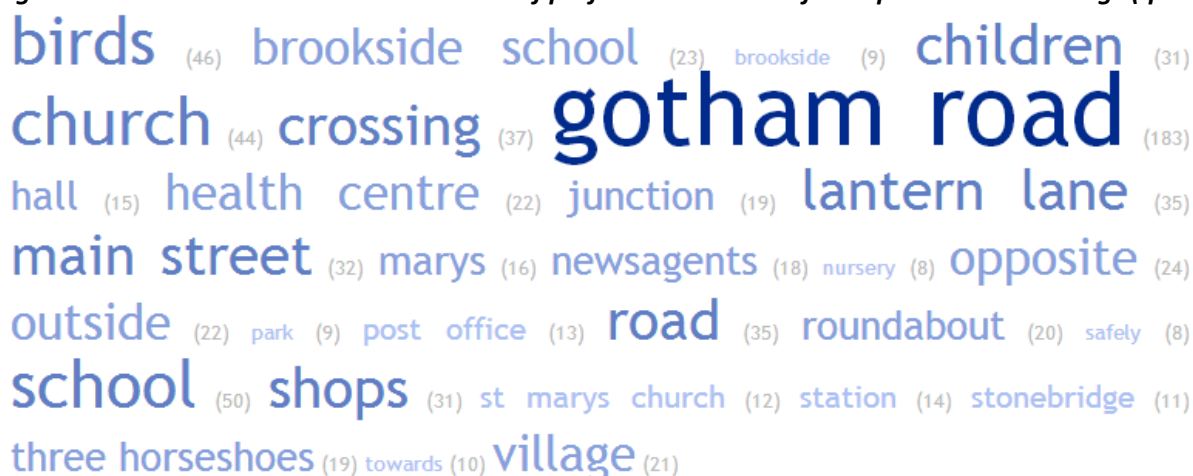 birds (46) brookside school (23) brookside (9) children (31)
church (44) crossing (37) gotham road (183)
hall (15) health centre (22) junction (19) lantern lane (35)
main street (32) marys (16) newsagents (18) nursery (8) opposite (24)
outside (22) park (9) post office (13) road (35) roundabout (20) safely (8)
school (50) shops (31) st marys church (12) station (14) stonebridge (11)
three horseshoes (19) towards (10) village (21)